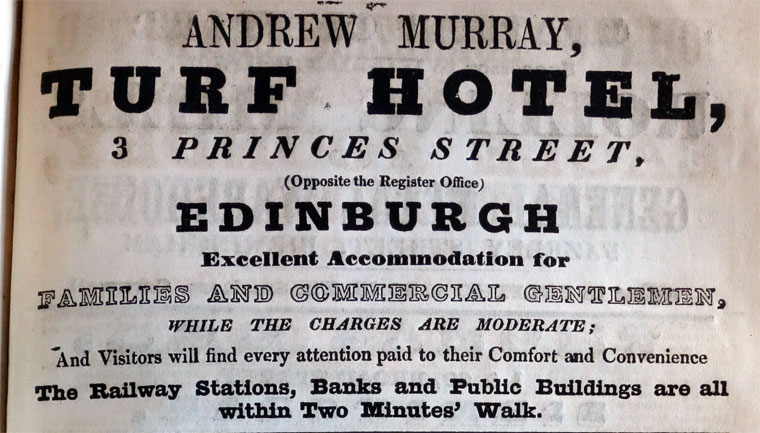 ANDREW MURRAY,
TURF HOTEL,
3 PRINCES STREET,
(Opposite the Register Office)
EDINBURGH
Excellent Accommodation for
FAMILIES AND COMMERCIAL GENTLEMEN,
WHILE THE CHARGES ARE MODERATE;
And Visitors will find every attention paid to their Comfort and Convenience
The Railway Stations, Banks and Public Buildings are all
within Two Minutes' Walk.